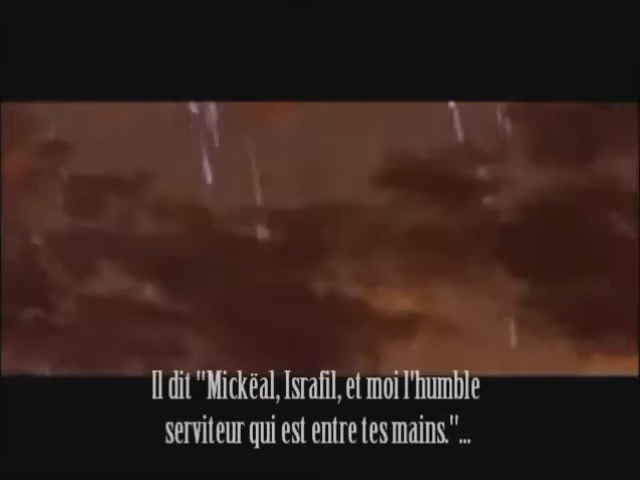 Il dit "Mickëal, Israfil, et moi l'humble
serviteur qui est entre tes mains."...